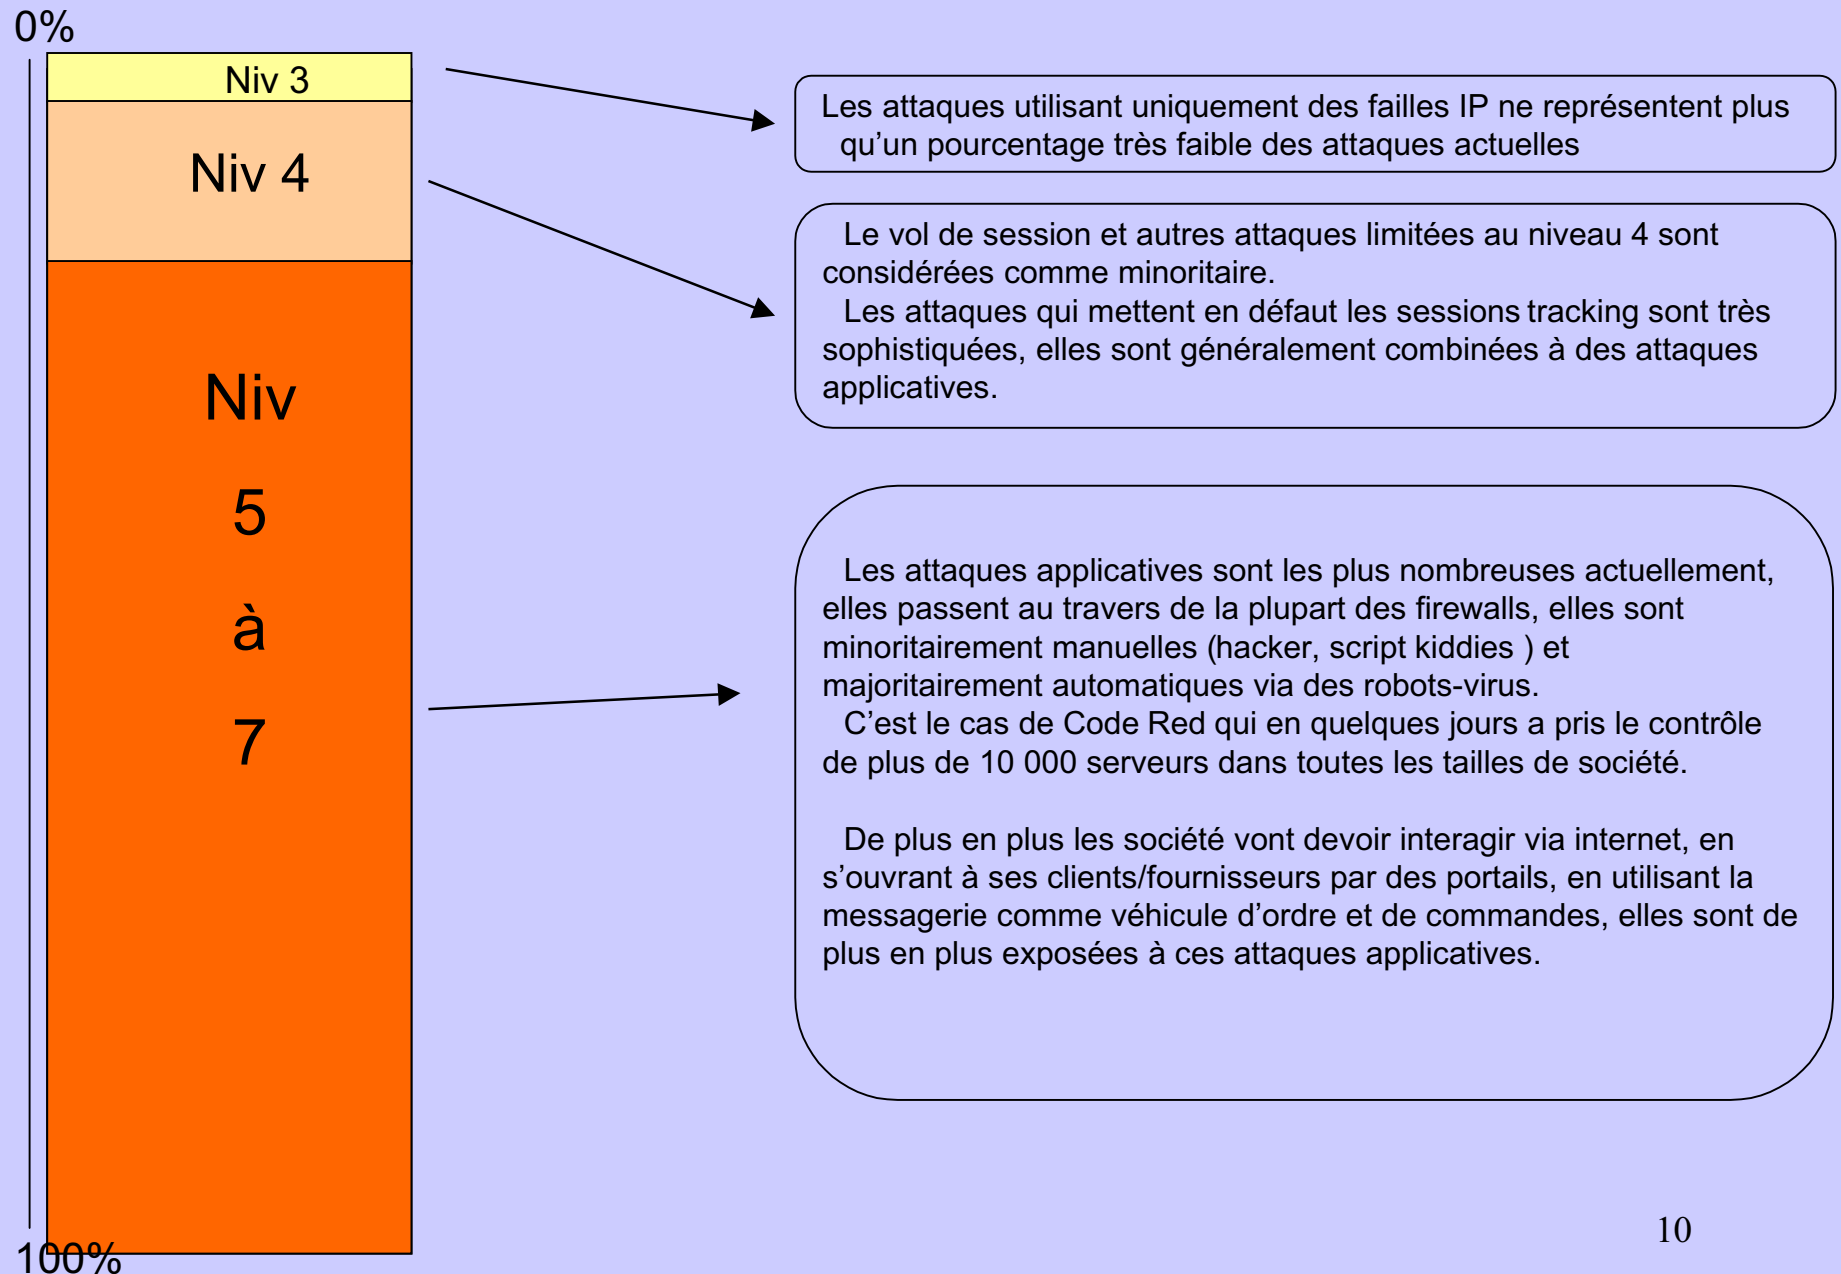 0%
Niv 3
Niv 4
Niv
5
à
7
100%
Les attaques utilisant uniquement des failles IP ne représentent plus
qu’un pourcentage très faible des attaques actuelles
Le vol de session et autres attaques limitées au niveau 4 sont
considérées comme minoritaire.
Les attaques qui mettent en défaut les sessions tracking sont très
sophistiquées, elles sont généralement combinées à des attaques
applicatives.
Les attaques applicatives sont les plus nombreuses actuellement,
elles passent au travers de la plupart des firewalls, elles sont
minoritairement manuelles (hacker, script kiddies ) et
majoritairement automatiques via des robots-virus.
C’est le cas de Code Red qui en quelques jours a pris le contrôle
de plus de 10 000 serveurs dans toutes les tailles de société.
De plus en plus les société vont devoir interagir via internet, en
s’ouvrant à ses clients/fournisseurs par des portails, en utilisant la
messagerie comme véhicule d’ordre et de commandes, elles sont de
plus en plus exposées à ces attaques applicatives.
10